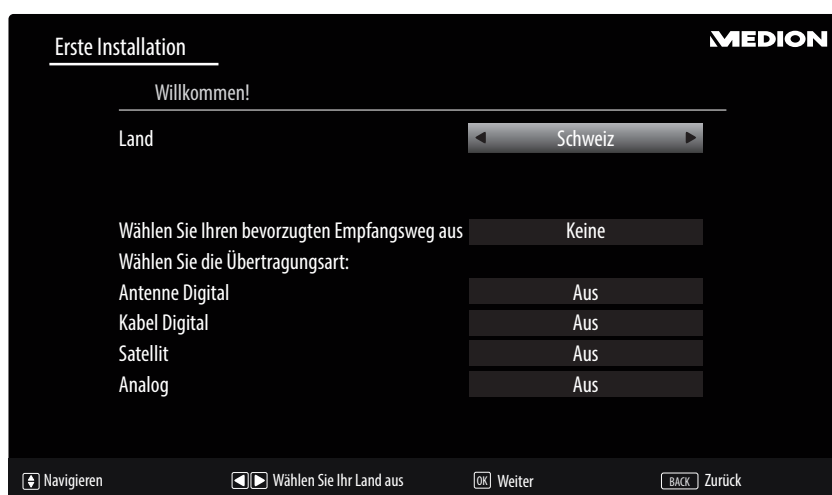 Erste Installation
MEDION
Willkommen!
Land Schweiz
Wählen Sie Ihren bevorzugten Empfangsweg aus Keine
Wählen Sie die Übertragungsart:
Antenne Digital Aus
Kabel Digital Aus
Satellit Aus
Analog Aus
Navigieren Wählen Sie Ihr Land aus OK Weiter BACK Zurück